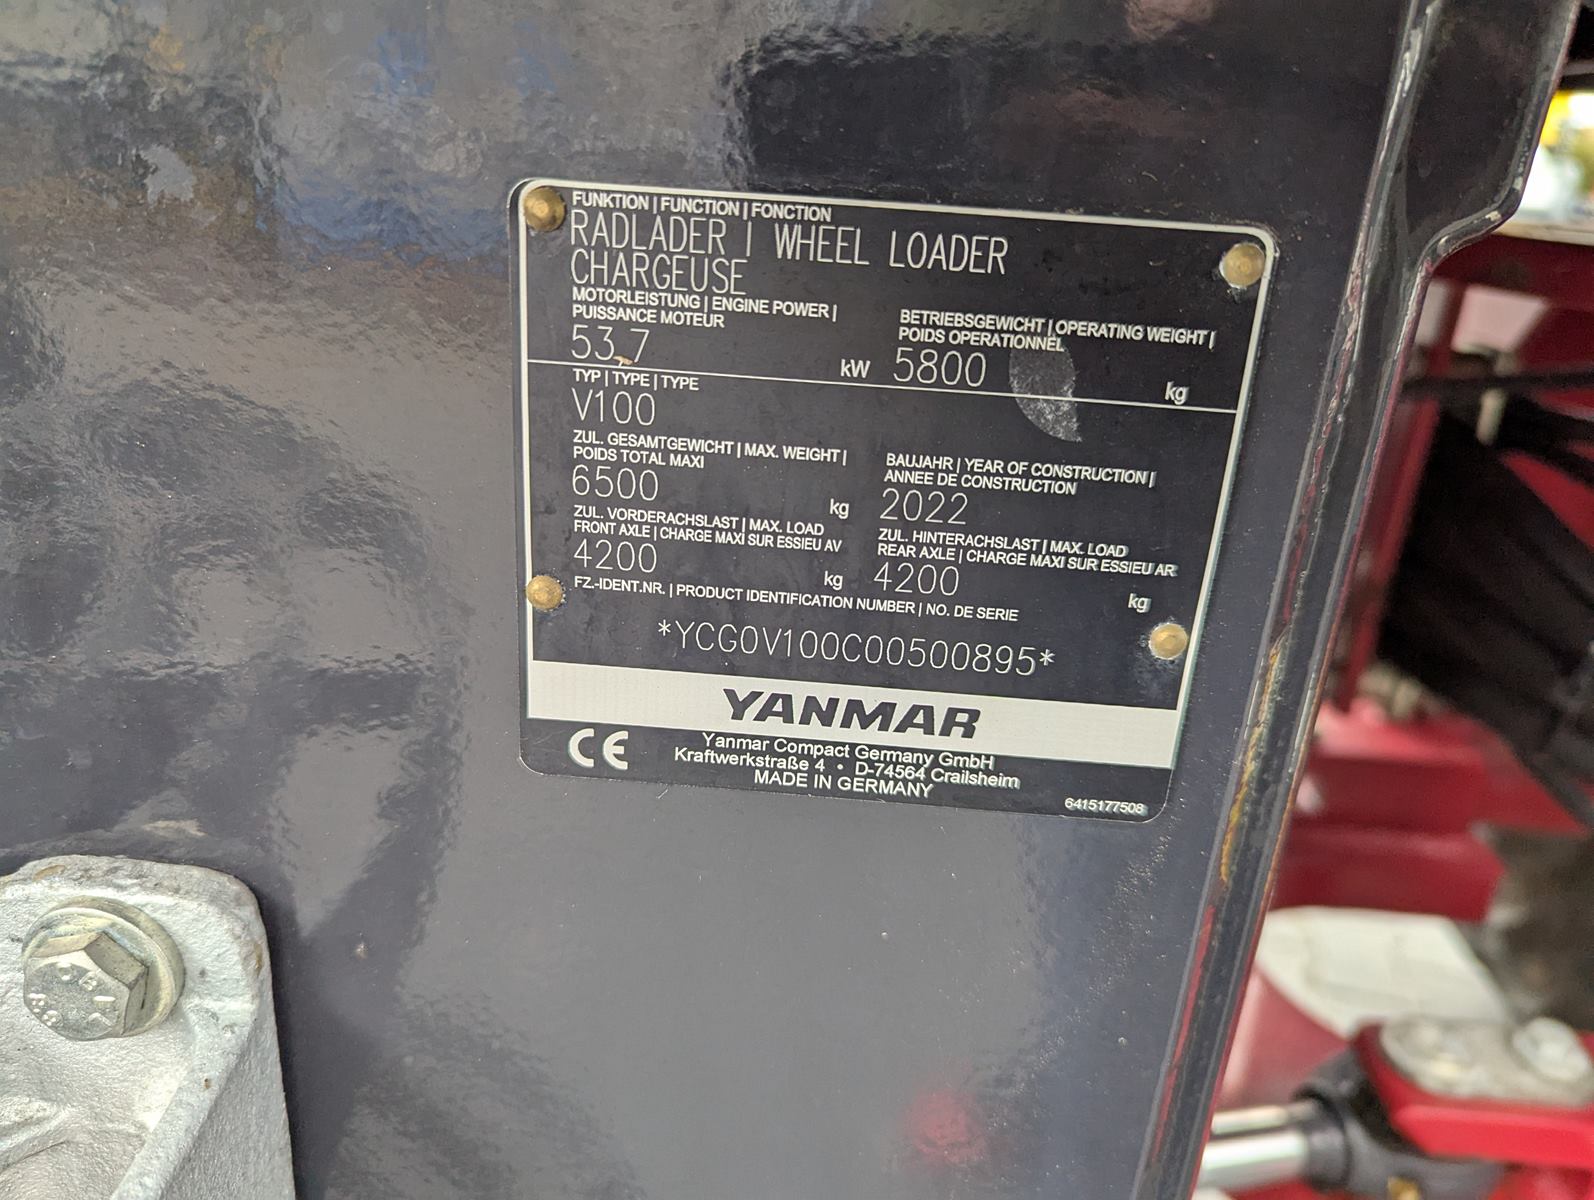 FUNKTION | FUNCTION | FONCTION
RADLADER | WHEEL LOADER
CHARGEUSE
MOTORLEISTUNG | ENGINE POWER |
PUISSANCE MOTEUR
53,7 kW
BETRIEBSGEWICHT | OPERATING WEIGHT |
POIDS OPERATIONNEL
5800 kg
TYP | TYPE | TYPE
V100
ZUL. GESAMTGEWICHT | MAX. WEIGHT |
POIDS TOTAL MAXI
6500 kg
BAUJAHR | YEAR OF CONSTRUCTION |
ANNEE DE CONSTRUCTION
2022
ZUL. VORDERACHSLAST | MAX. LOAD
FRONT AXLE | CHARGE MAXI SUR ESSIEU AV
4200 kg
ZUL. HINTERACHSLAST | MAX. LOAD
REAR AXLE | CHARGE MAXI SUR ESSIEU AR
4200 kg
FZ.-IDENT.NR. | PRODUCT IDENTIFICATION NUMBER | NO. DE SERIE
*YCG0V100C00500895*
YANMAR
CE
Yanmar Compact Germany GmbH
Kraftwerkstraße 4 • D-74564 Crailsheim
MADE IN GERMANY
6415177508